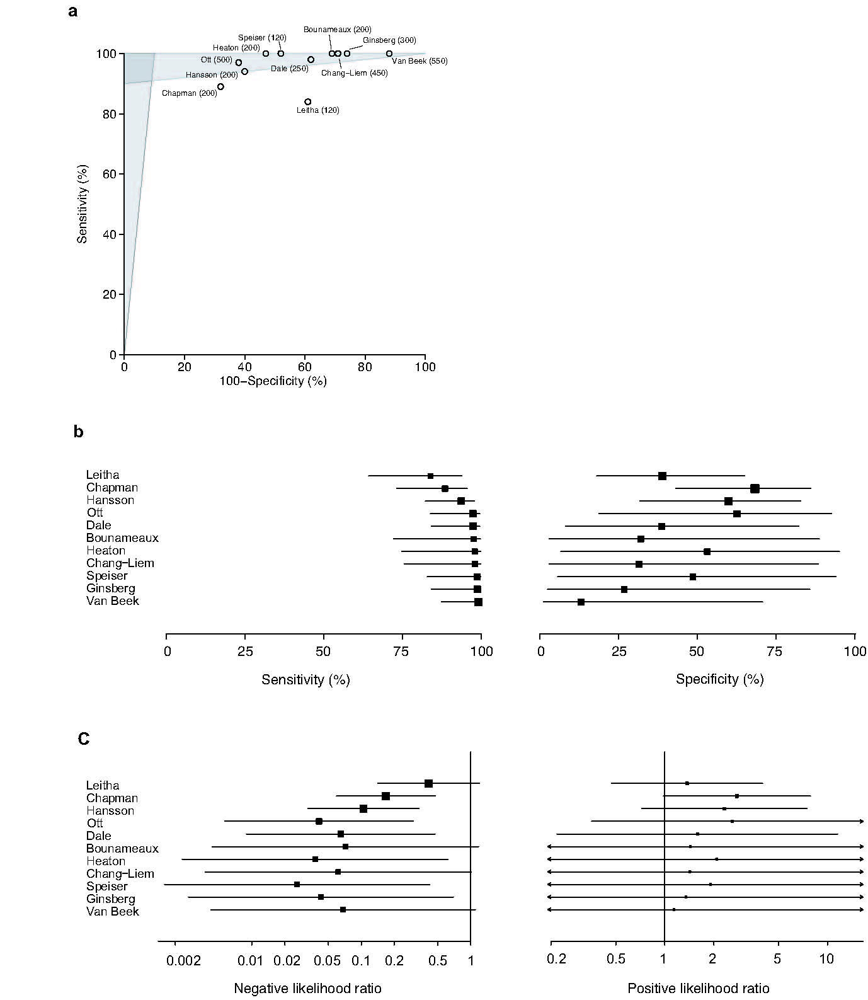 a
Bounameaux (200)
Speiser (120)
Ginsberg (300)
Heaton (200)
Ott (500)
Van Beek (550)
Dale (250)
Chang-Liem (450)
Hansson (200)
Chapman (200)
Leitha (120)
100
80
60
40
20
0
Sensitivity (%)
0 20 40 60 80 100
100-Specificity (%)
b
Leitha
Chapman
Hansson
Ott
Dale
Bounameaux
Heaton
Chang-Liem
Speiser
Ginsberg
Van Beek
0 25 50 75 100
Sensitivity (%)
0 25 50 75 100
Specificity (%)
C
Leitha
Chapman
Hansson
Ott
Dale
Bounameaux
Heaton
Chang-Liem
Speiser
Ginsberg
Van Beek
0.002 0.01 0.02 0.05 0.1 0.2 0.5 1
Negative likelihood ratio
0.2 0.5 1 2 5 10
Positive likelihood ratio